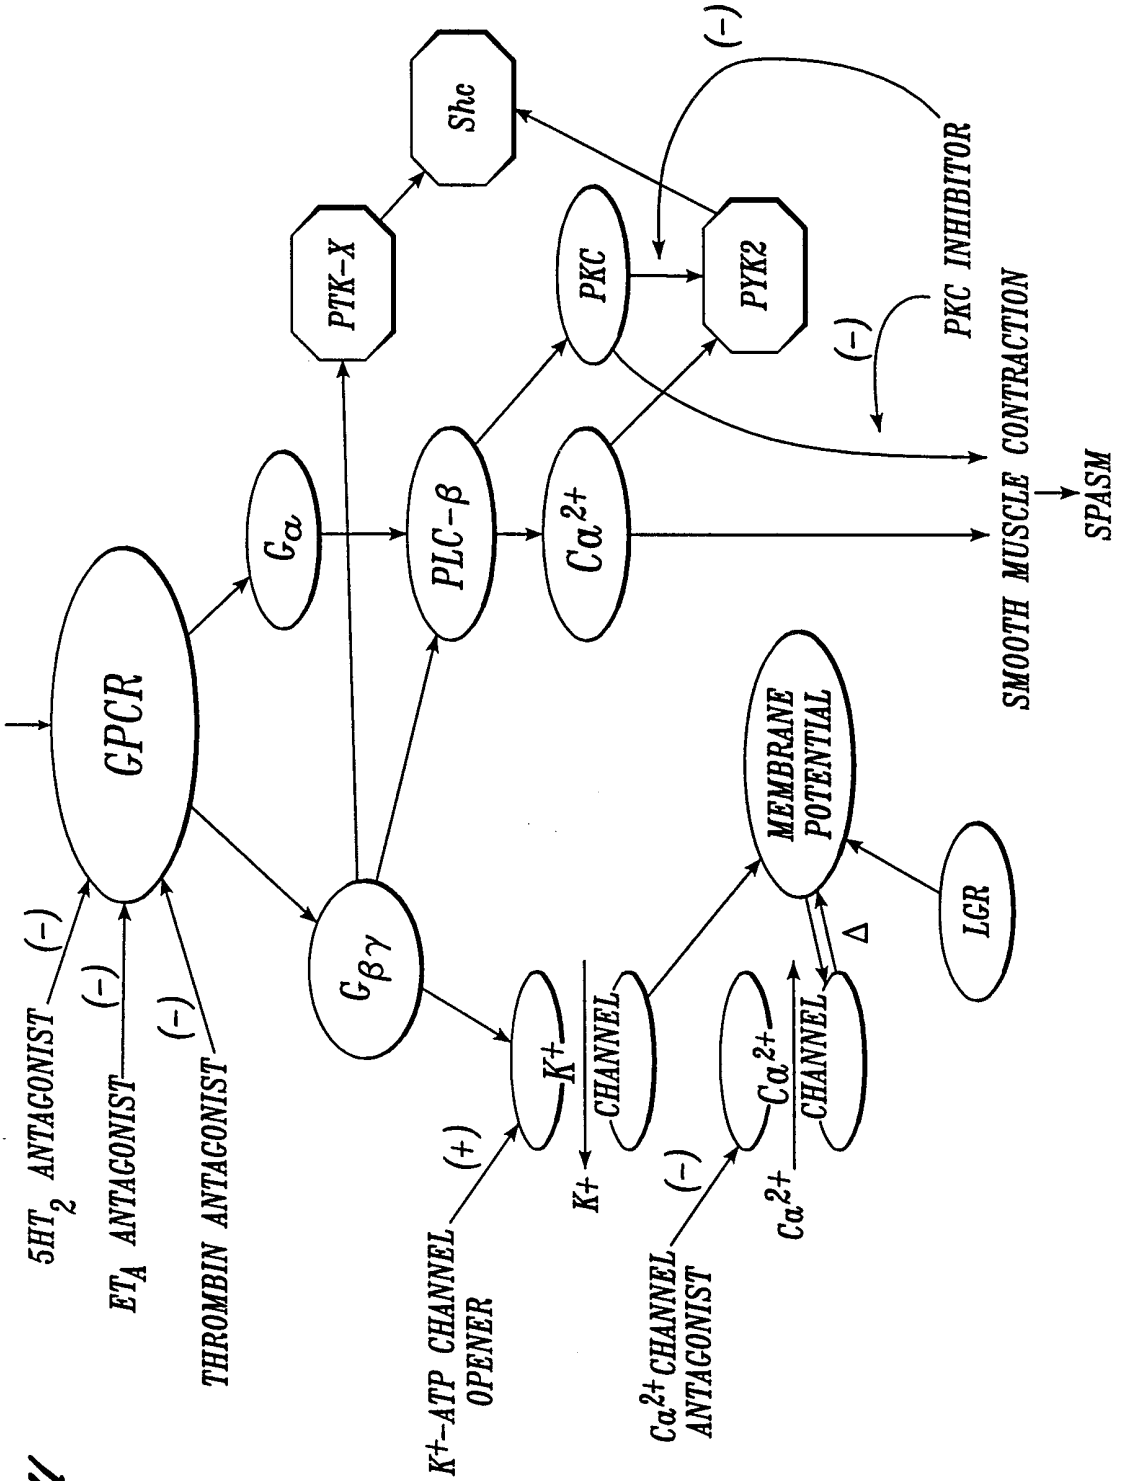 5HT2 ANTAGONIST
(-)
ETA ANTAGONIST
(-)
THROMBIN ANTAGONIST
(-)
GPCR
Gα
Gβγ
PTK-X
Shc
PLC-β
PKC
Ca2+
PYK2
(-)
(-)
PKC INHIBITOR
K+-ATP CHANNEL
OPENER
(+)
K+
CHANNEL
K+
Ca2+ CHANNEL
ANTAGONIST
(-)
Ca2+
CHANNEL
Ca2+
Δ
MEMBRANE
POTENTIAL
LGR
SMOOTH MUSCLE CONTRACTION
SPASM